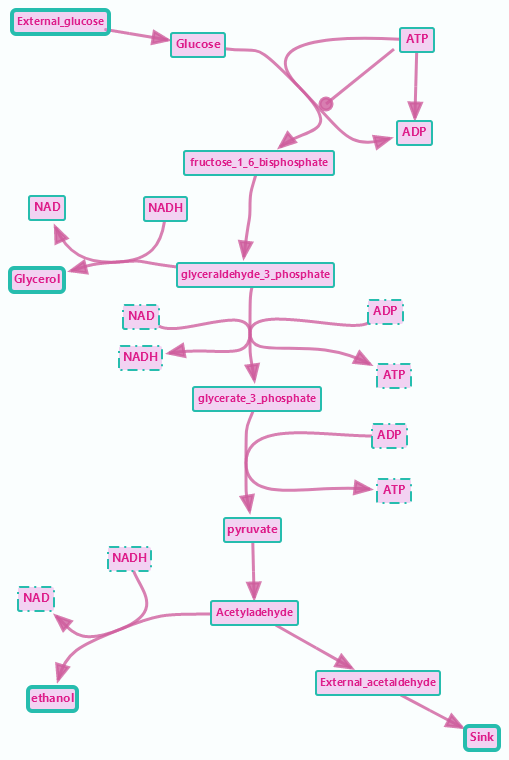 External_glucose
Glucose
ATP
ADP
fructose_1_6_bisphosphate
NAD
NADH
Glycerol
glyceraldehyde_3_phosphate
NAD
ADP
NADH
ATP
glycerate_3_phosphate
ADP
ATP
pyruvate
NADH
NAD
Acetyladehyde
External_acetaldehyde
ethanol
Sink